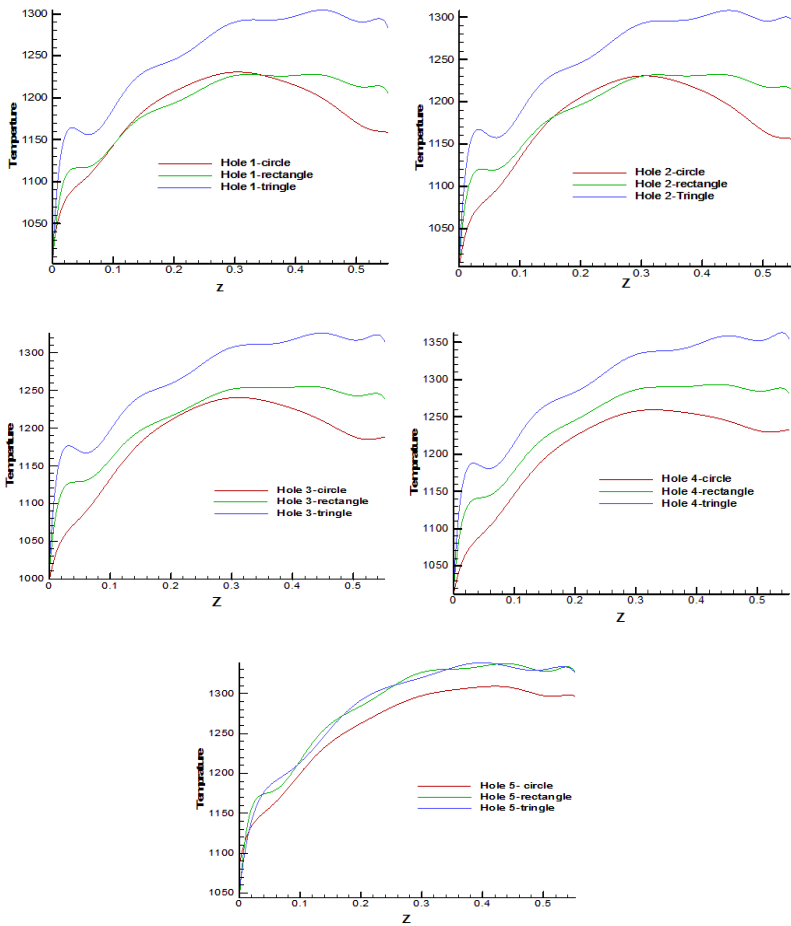 Temperture
1300
1250
1200
1150
1100
1050
Hole 1-circle
Hole 1-rectangle
Hole 1-tringle
0 0.1 0.2 0.3 0.4 0.5
z
Temperture
1300
1250
1200
1150
1100
1050
Hole 2-circle
Hole 2-rectangle
Hole 2-Tringle
0 0.1 0.2 0.3 0.4 0.5
Z
Temperture
1300
1250
1200
1150
1100
1050
1000
Hole 3-circle
Hole 3-rectangle
Hole 3-tringle
0 0.1 0.2 0.3 0.4 0.5
Z
Temprature
1350
1300
1250
1200
1150
1100
1050
Hole 4-circle
Hole 4-rectangle
Hole 4-tringle
0 0.1 0.2 0.3 0.4 0.5
Z
Temprature
1300
1250
1200
1150
1100
1050
Hole 5- circle
Hole 5-rectangle
Hole 5-tringle
0 0.1 0.2 0.3 0.4 0.5
Z